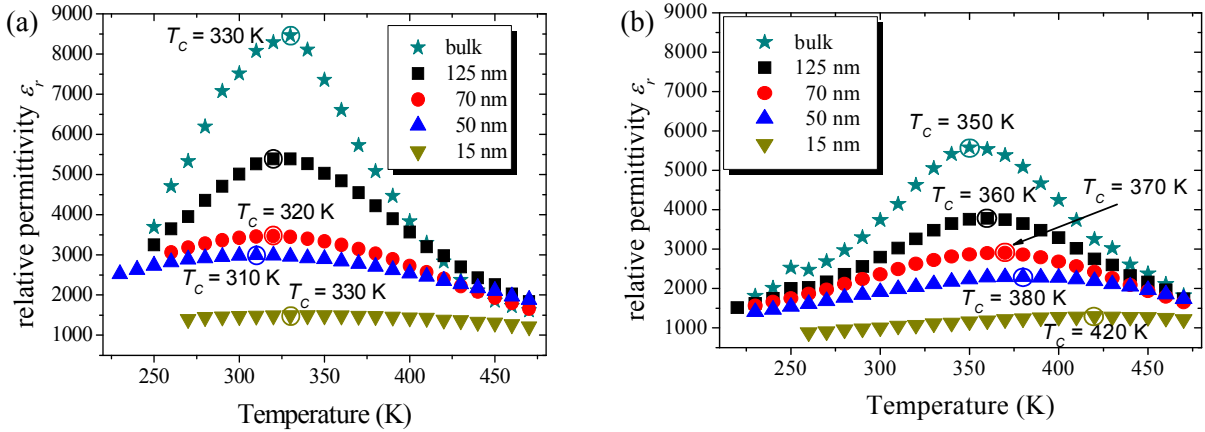 (a)
9000
8000
7000
6000
5000
4000
3000
2000
1000
relative permittivity εr
250
300
350
400
450
Temperature (K)
TC = 330 K
TC = 320 K
TC = 310 K
TC = 330 K
bulk
125 nm
70 nm
50 nm
15 nm
(b)
9000
8000
7000
6000
5000
4000
3000
2000
1000
relative permittivity εr
250
300
350
400
450
Temperature (K)
bulk
125 nm
70 nm
50 nm
15 nm
TC = 350 K
TC = 360 K
TC = 370 K
TC = 380 K
TC = 420 K